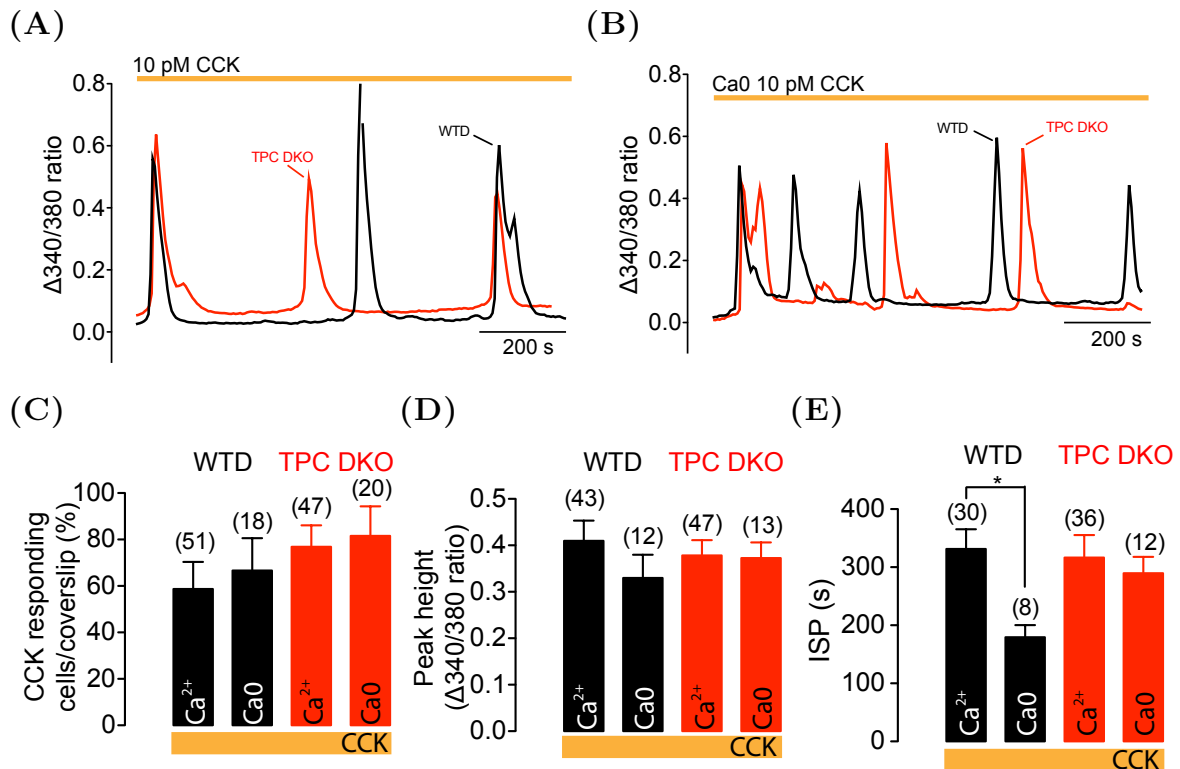 (A)
10 pM CCK
0.8
0.6
0.4
0.2
0.0
Δ340/380 ratio
TPC DKO
WTD
200 s
(B)
Ca0 10 pM CCK
0.8
0.6
0.4
0.2
0.0
Δ340/380 ratio
WTD
TPC DKO
200 s
(C)
WTD TPC DKO
100
80
60
40
20
0
CCK responding
cells/coverslip (%)
(51) (18) (47) (20)
Ca²⁺ Ca0 Ca²⁺ Ca0
CCK
(D)
WTD TPC DKO
0.5
0.4
0.3
0.2
0.1
0.0
Peak height
(Δ340/380 ratio)
(43) (12) (47) (13)
Ca²⁺ Ca0 Ca²⁺ Ca0
CCK
(E)
WTD TPC DKO
*
400
300
200
100
0
ISP (s)
(30) (8) (36) (12)
Ca²⁺ Ca0 Ca²⁺ Ca0
CCK